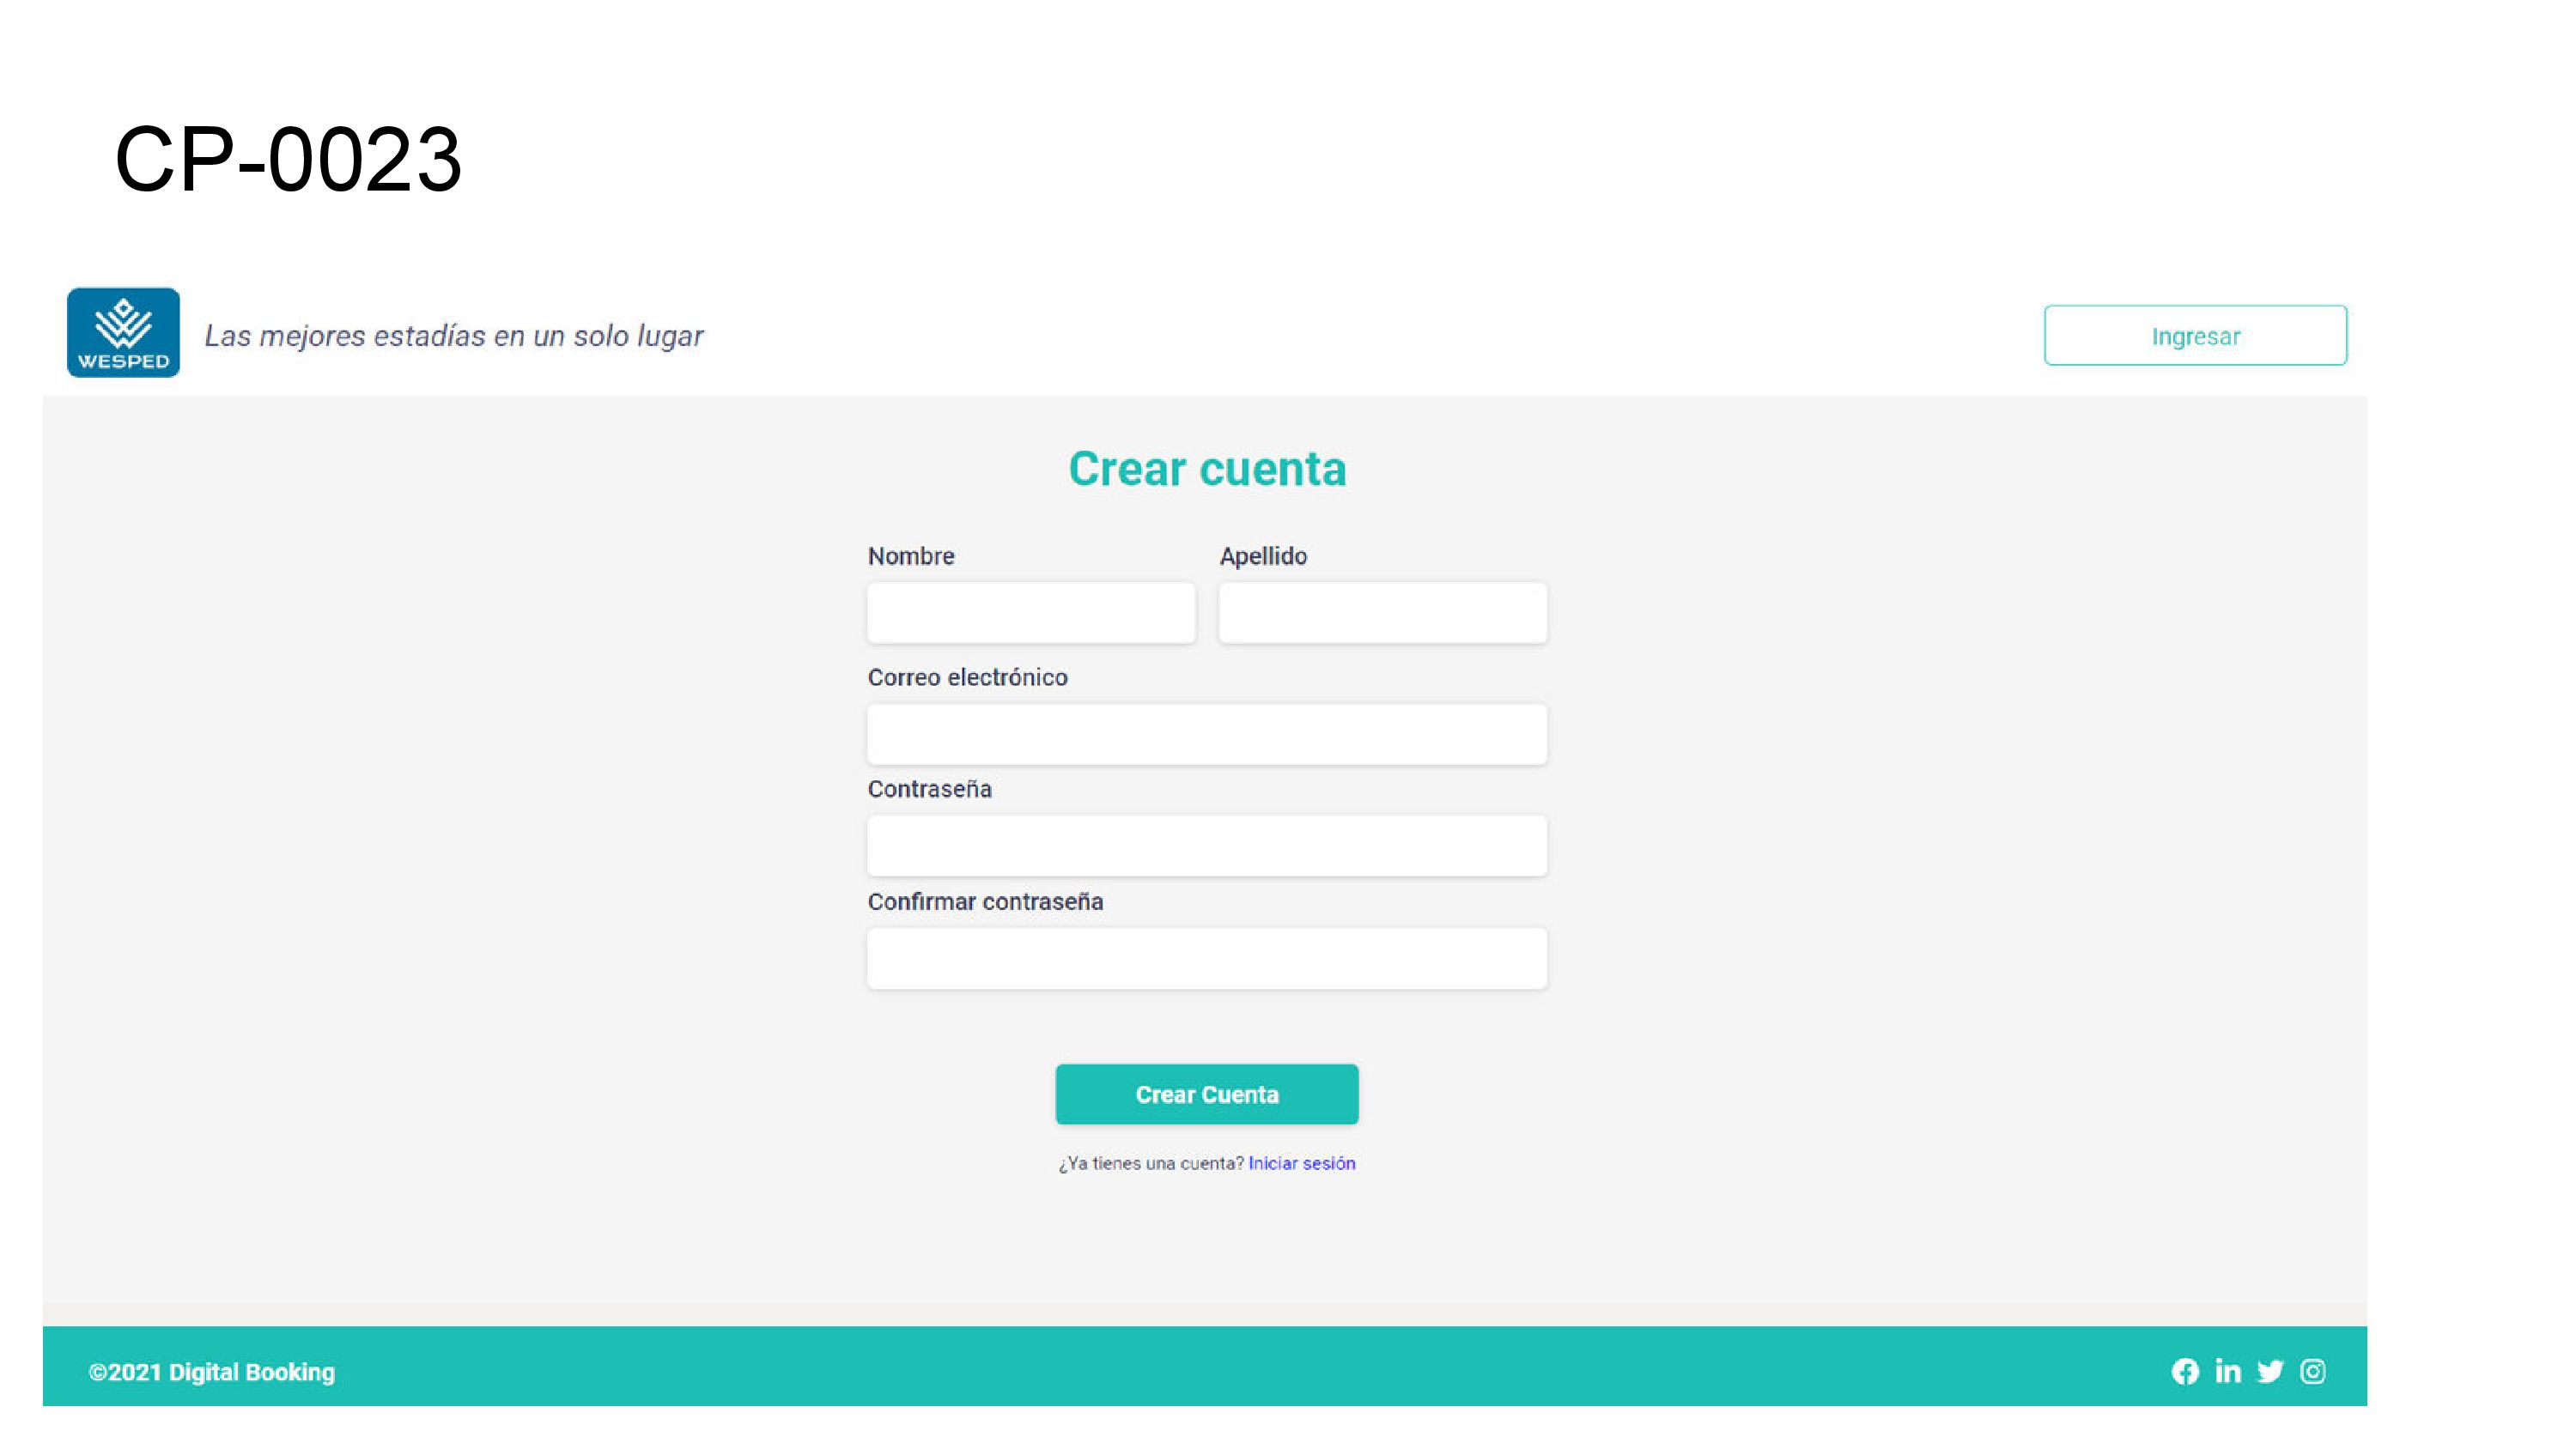 CP-0023
WESPED
Las mejores estadías en un solo lugar
Ingresar
Crear cuenta
Nombre
Apellido
Correo electrónico
Contraseña
Confirmar contraseña
Crear Cuenta
¿Ya tienes una cuenta? Iniciar sesión
©2021 Digital Booking